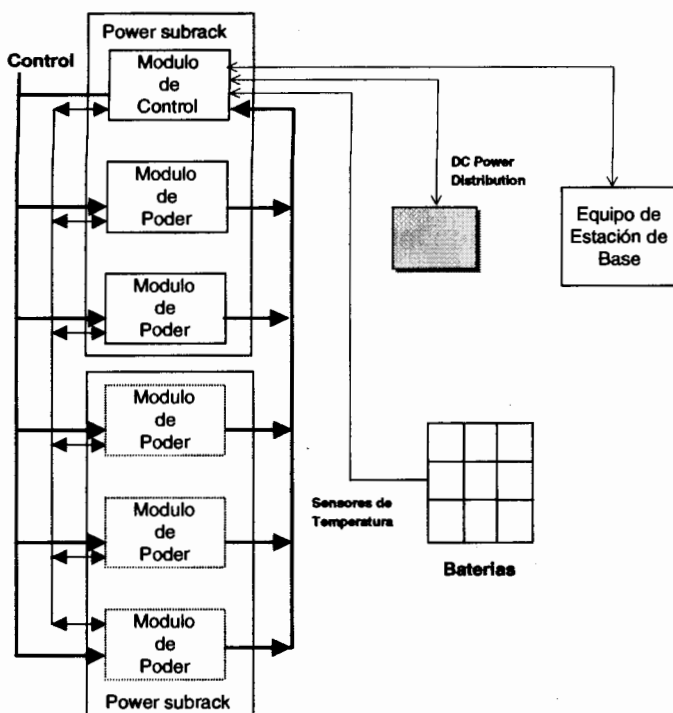 Power subrack
Control
Modulo
de
Control
Modulo
de
Poder
Modulo
de
Poder
Modulo
de
Poder
Modulo
de
Poder
Modulo
de
Poder
Power subrack
DC Power
Distribution
Equipo de
Estación de
Base
Sensores de
Temperatura
Baterias